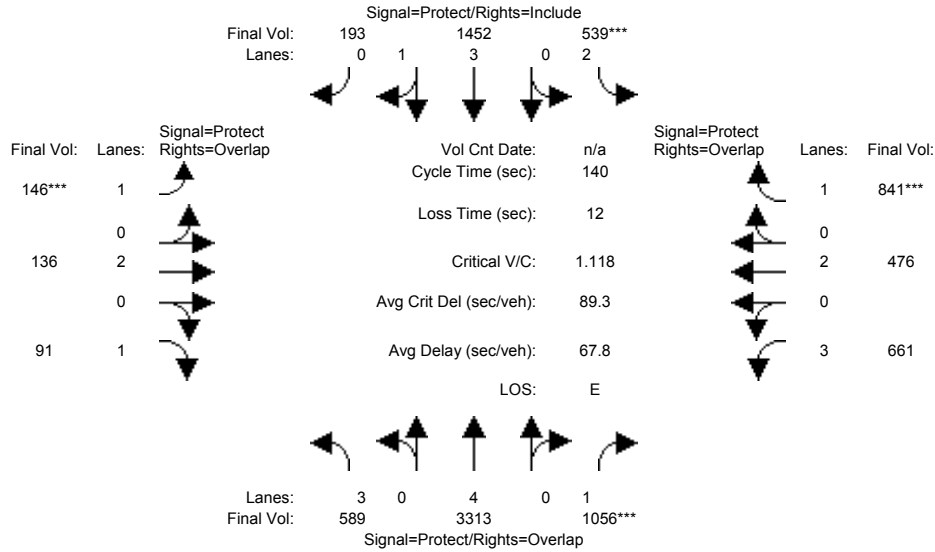 Signal=Protect/Rights=Include
Final Vol: 193 1452 539***
Lanes: 0 1 3 0 2
Signal=Protect Signal=Protect
Final Vol: Lanes: Rights=Overlap Vol Cnt Date: n/a Rights=Overlap Lanes: Final Vol:
Cycle Time (sec): 140
146*** 1 1 841***
Loss Time (sec): 12
0 0
136 2 Critical V/C: 1.118 2 476
0 Avg Crit Del (sec/veh): 89.3 0
91 1 Avg Delay (sec/veh): 67.8 3 661
LOS: E
Lanes: 3 0 4 0 1
Final Vol: 589 3313 1056***
Signal=Protect/Rights=Overlap